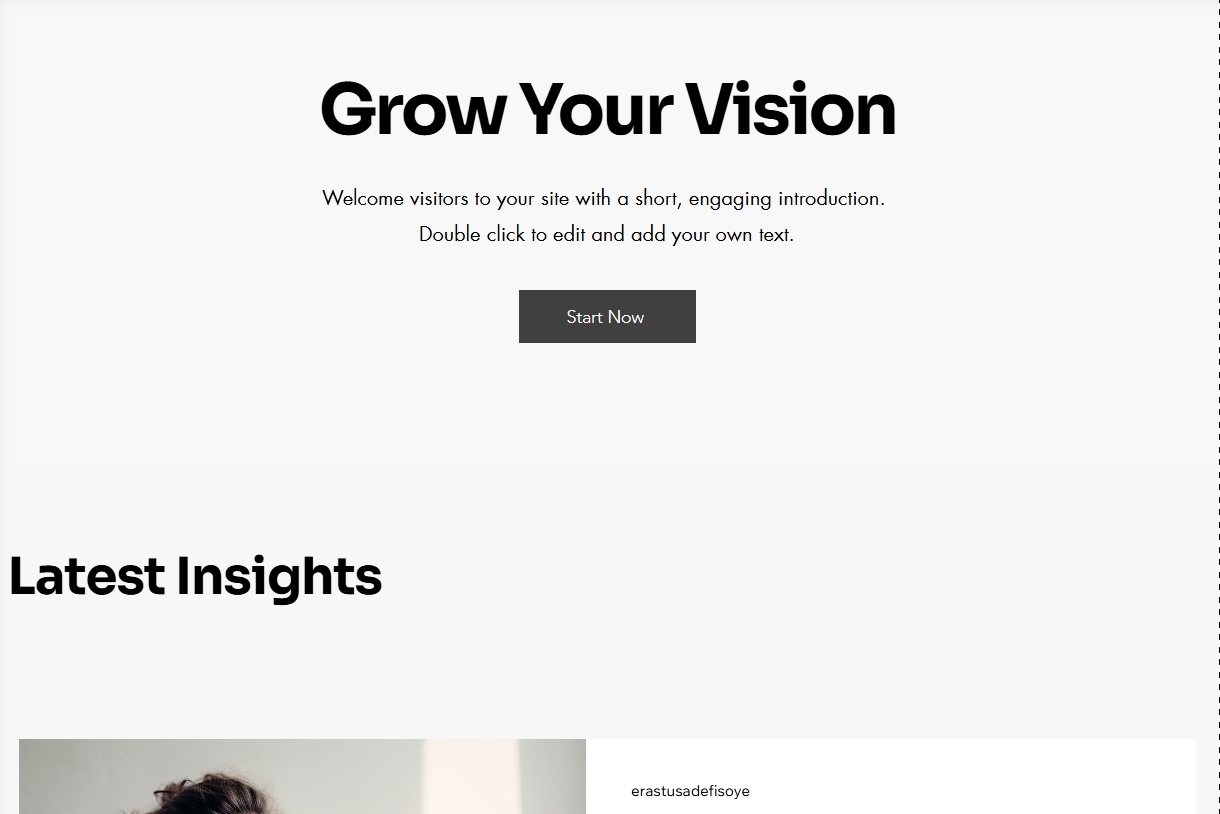 Grow Your Vision
Welcome visitors to your site with a short, engaging introduction.
Double click to edit and add your own text.
Start Now
Latest Insights
erastusadefisoye